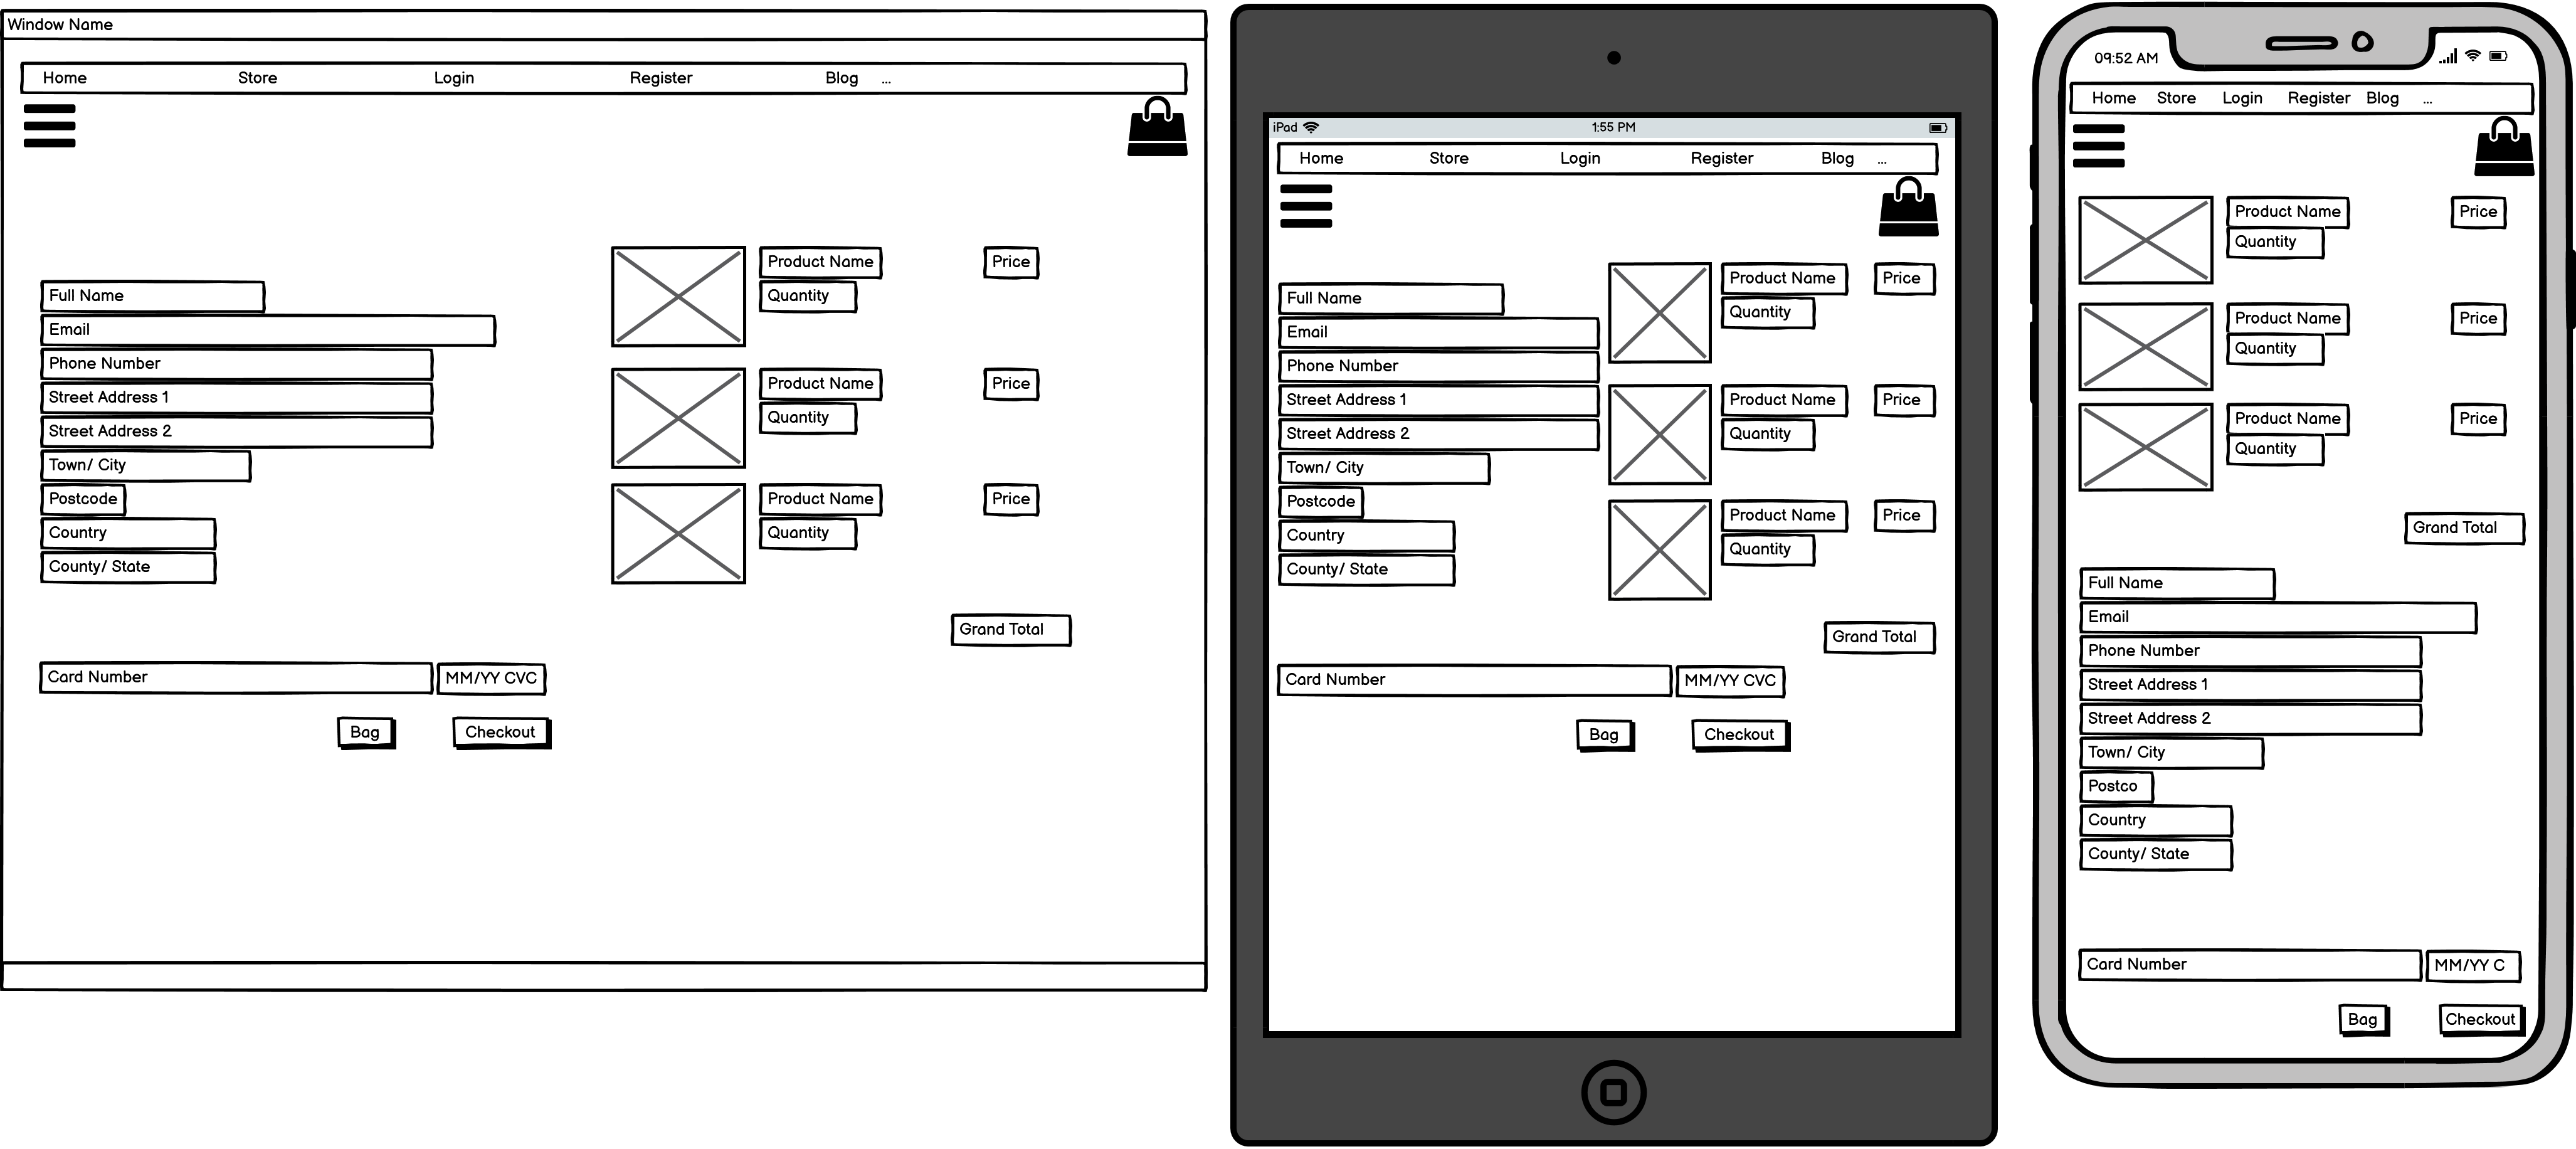 Window Name
Home Store Login Register Blog ...
Full Name
Email
Phone Number
Street Address 1
Street Address 2
Town/ City
Postcode
Country
County/ State
Product Name Price
Quantity
Product Name Price
Quantity
Product Name Price
Quantity
Grand Total
Card Number MM/YY CVC
Bag Checkout
iPad 1:55 PM
Home Store Login Register Blog ...
Full Name
Email
Phone Number
Street Address 1
Street Address 2
Town/ City
Postcode
Country
County/ State
Product Name Price
Quantity
Product Name Price
Quantity
Product Name Price
Quantity
Grand Total
Card Number MM/YY CVC
Bag Checkout
09:52 AM
Home Store Login Register Blog ...
Product Name Price
Quantity
Product Name Price
Quantity
Product Name Price
Quantity
Grand Total
Full Name
Email
Phone Number
Street Address 1
Street Address 2
Town/ City
Postco
Country
County/ State
Card Number MM/YY C
Bag Checkout